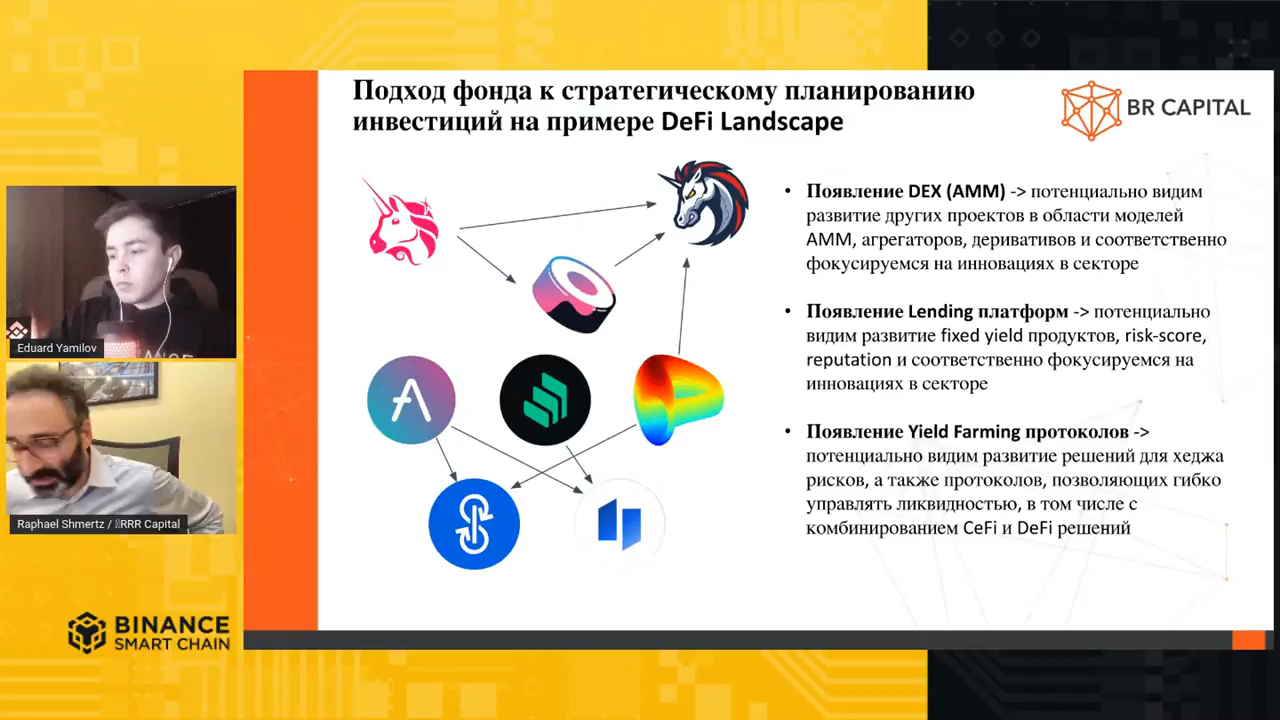 Подход фонда к стратегическому планированию
инвестиций на примере DeFi Landscape
BR CAPITAL
• Появление DEX (AMM) -> потенциально видим
развитие других проектов в области моделей
AMM, агрегаторов, деривативов и соответственно
фокусируемся на инновациях в секторе
• Появление Lending платформ -> потенциально
видим развитие fixed yield продуктов, risk-score,
reputation и соответственно фокусируемся на
инновациях в секторе
• Появление Yield Farming протоколов ->
потенциально видим развитие решений для хеджа
рисков, а также протоколов, позволяющих гибко
управлять ликвидностью, в том числе с
комбинированием CeFi и DeFi решений
Eduard Yamilov
Raphael Shmertz / RRR Capital
BINANCE
SMART CHAIN